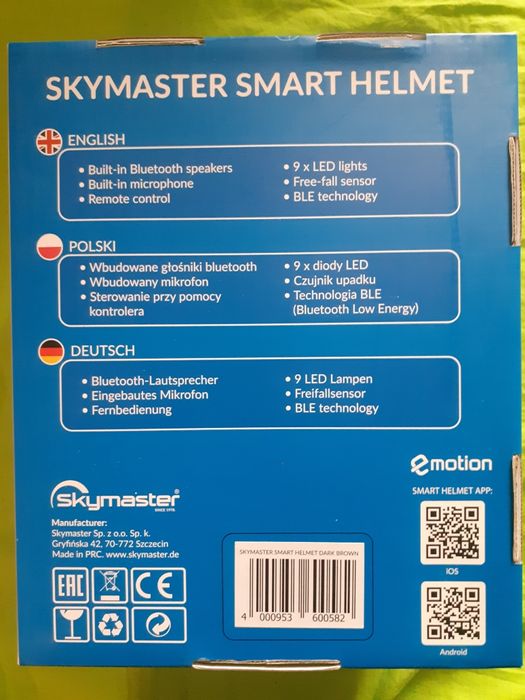 SKYMASTER SMART HELMET
ENGLISH
• Built-in Bluetooth speakers
• Built-in microphone
• Remote control
• 9 x LED lights
• Free-fall sensor
• BLE technology
POLSKI
• Wbudowane głośniki bluetooth
• Wbudowany mikrofon
• Sterowanie przy pomocy
kontrolera
• 9 x diody LED
• Czujnik upadku
• Technologia BLE
(Bluetooth Low Energy)
DEUTSCH
• Bluetooth-Lautsprecher
• Eingebautes Mikrofon
• Fernbedienung
• 9 LED Lampen
• Freifallsensor
• BLE technology
Skymaster®
SINCE 1975.
Manufacturer:
Skymaster Sp. z o.o. Sp. k.
Gryfińska 42, 70-772 Szczecin
Made in PRC. www.skymaster.de
EAC
CE
SKYMASTER SMART HELMET DARK BROWN
4 000953 600582
emotion
SMART HELMET APP:
iOS
Android